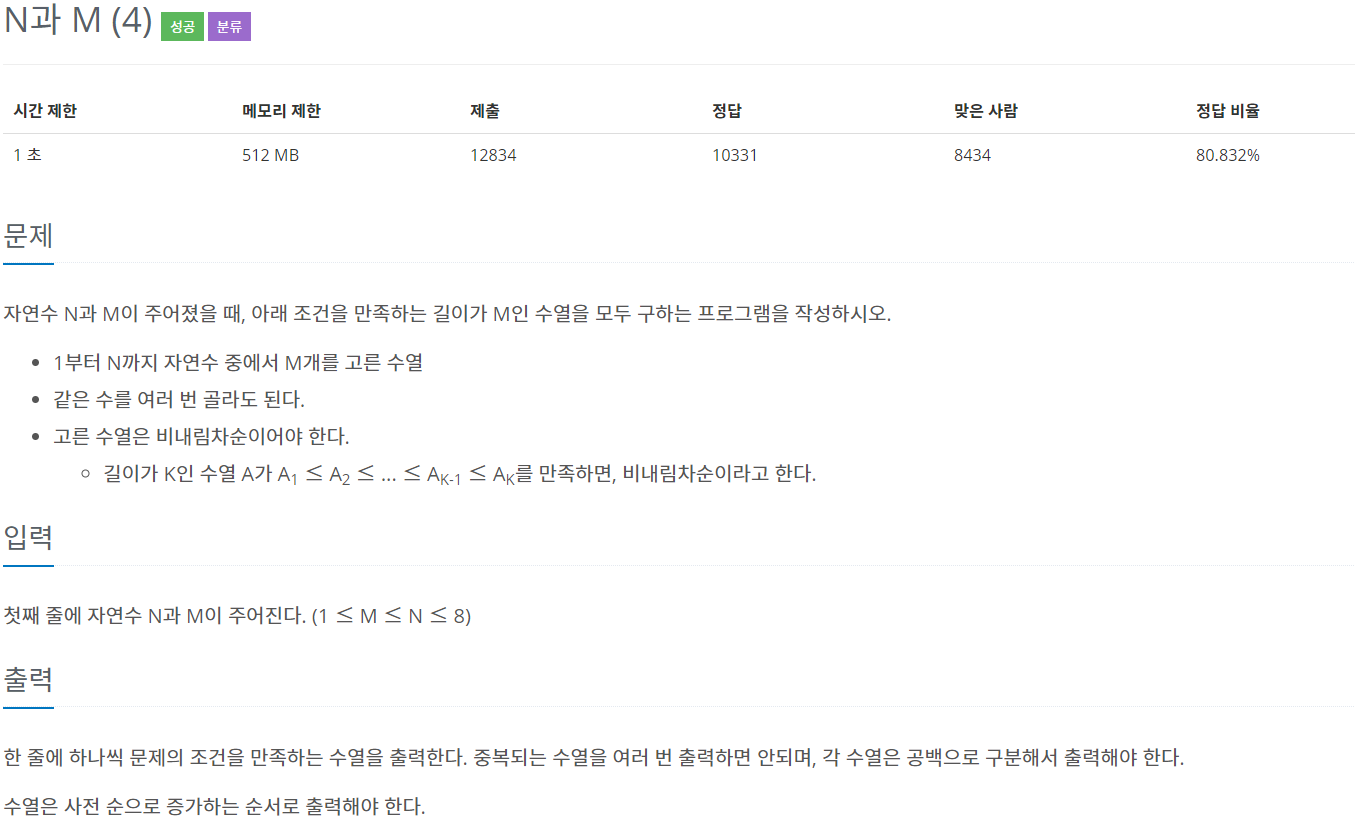 N과 M (4) 성공 분류
시간 제한 메모리 제한 제출 정답 맞은 사람 정답 비율
1 초 512 MB 12834 10331 8434 80.832%
문제
자연수 N과 M이 주어졌을 때, 아래 조건을 만족하는 길이가 M인 수열을 모두 구하는 프로그램을 작성하시오.
1부터 N까지 자연수 중에서 M개를 고른 수열
같은 수를 여러 번 골라도 된다.
고른 수열은 비내림차순이어야 한다.
길이가 K인 수열 A가 A1 ≤ A2 ≤ ... ≤ AK-1 ≤ AK를 만족하면, 비내림차순이라고 한다.
입력
첫째 줄에 자연수 N과 M이 주어진다. (1 ≤ M ≤ N ≤ 8)
출력
한 줄에 하나씩 문제의 조건을 만족하는 수열을 출력한다. 중복되는 수열을 여러 번 출력하면 안되며, 각 수열은 공백으로 구분해서 출력해야 한다.
수열은 사전 순으로 증가하는 순서로 출력해야 한다.